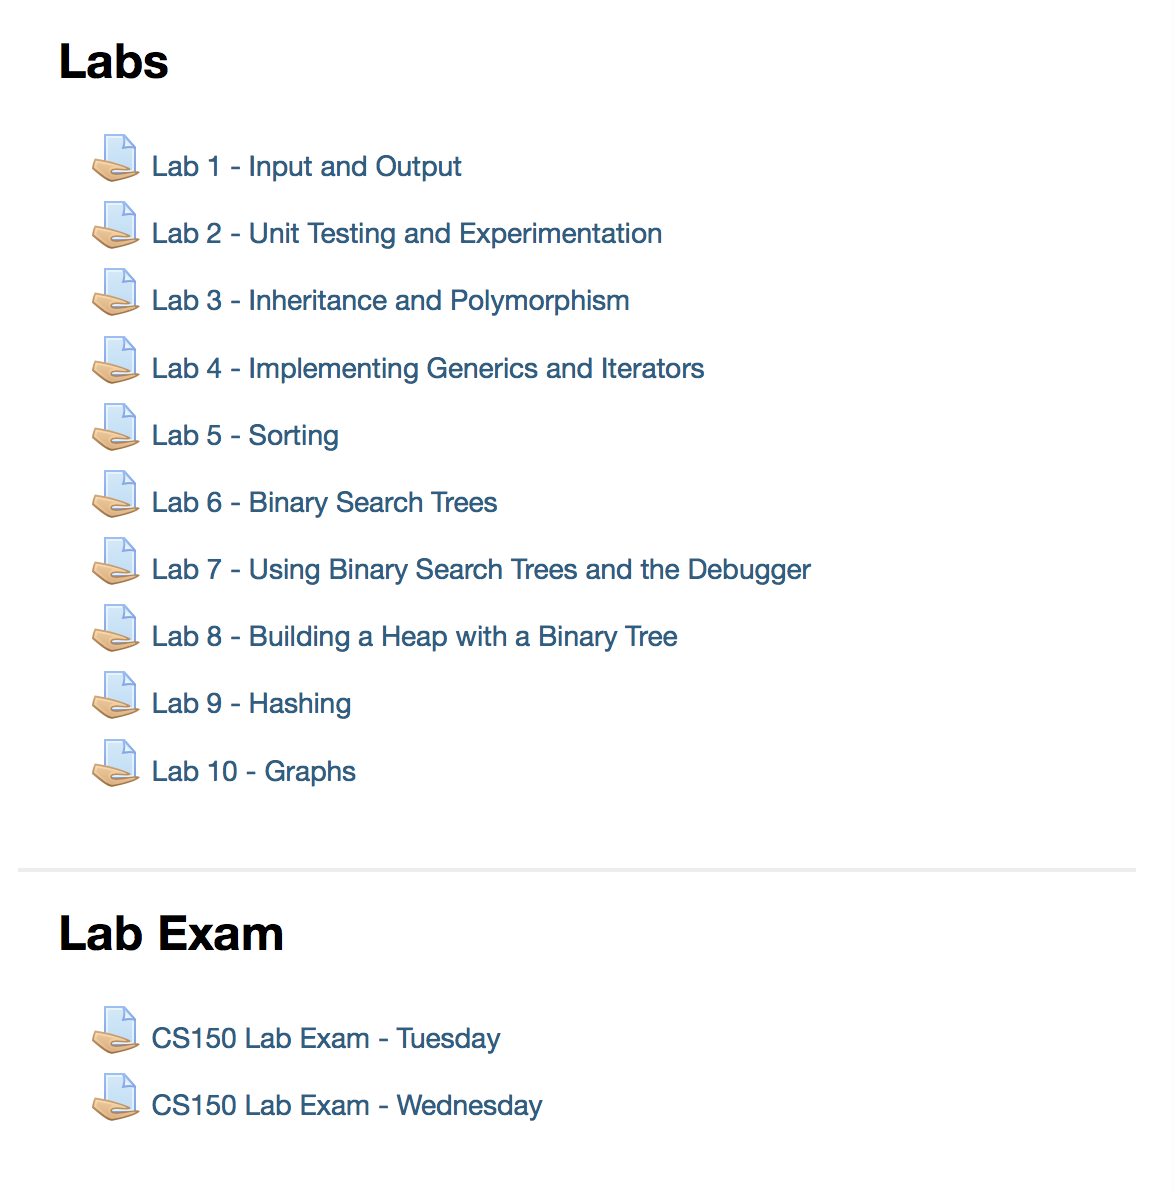 Labs
Lab 1 - Input and Output
Lab 2 - Unit Testing and Experimentation
Lab 3 - Inheritance and Polymorphism
Lab 4 - Implementing Generics and Iterators
Lab 5 - Sorting
Lab 6 - Binary Search Trees
Lab 7 - Using Binary Search Trees and the Debugger
Lab 8 - Building a Heap with a Binary Tree
Lab 9 - Hashing
Lab 10 - Graphs
Lab Exam
CS150 Lab Exam - Tuesday
CS150 Lab Exam - Wednesday